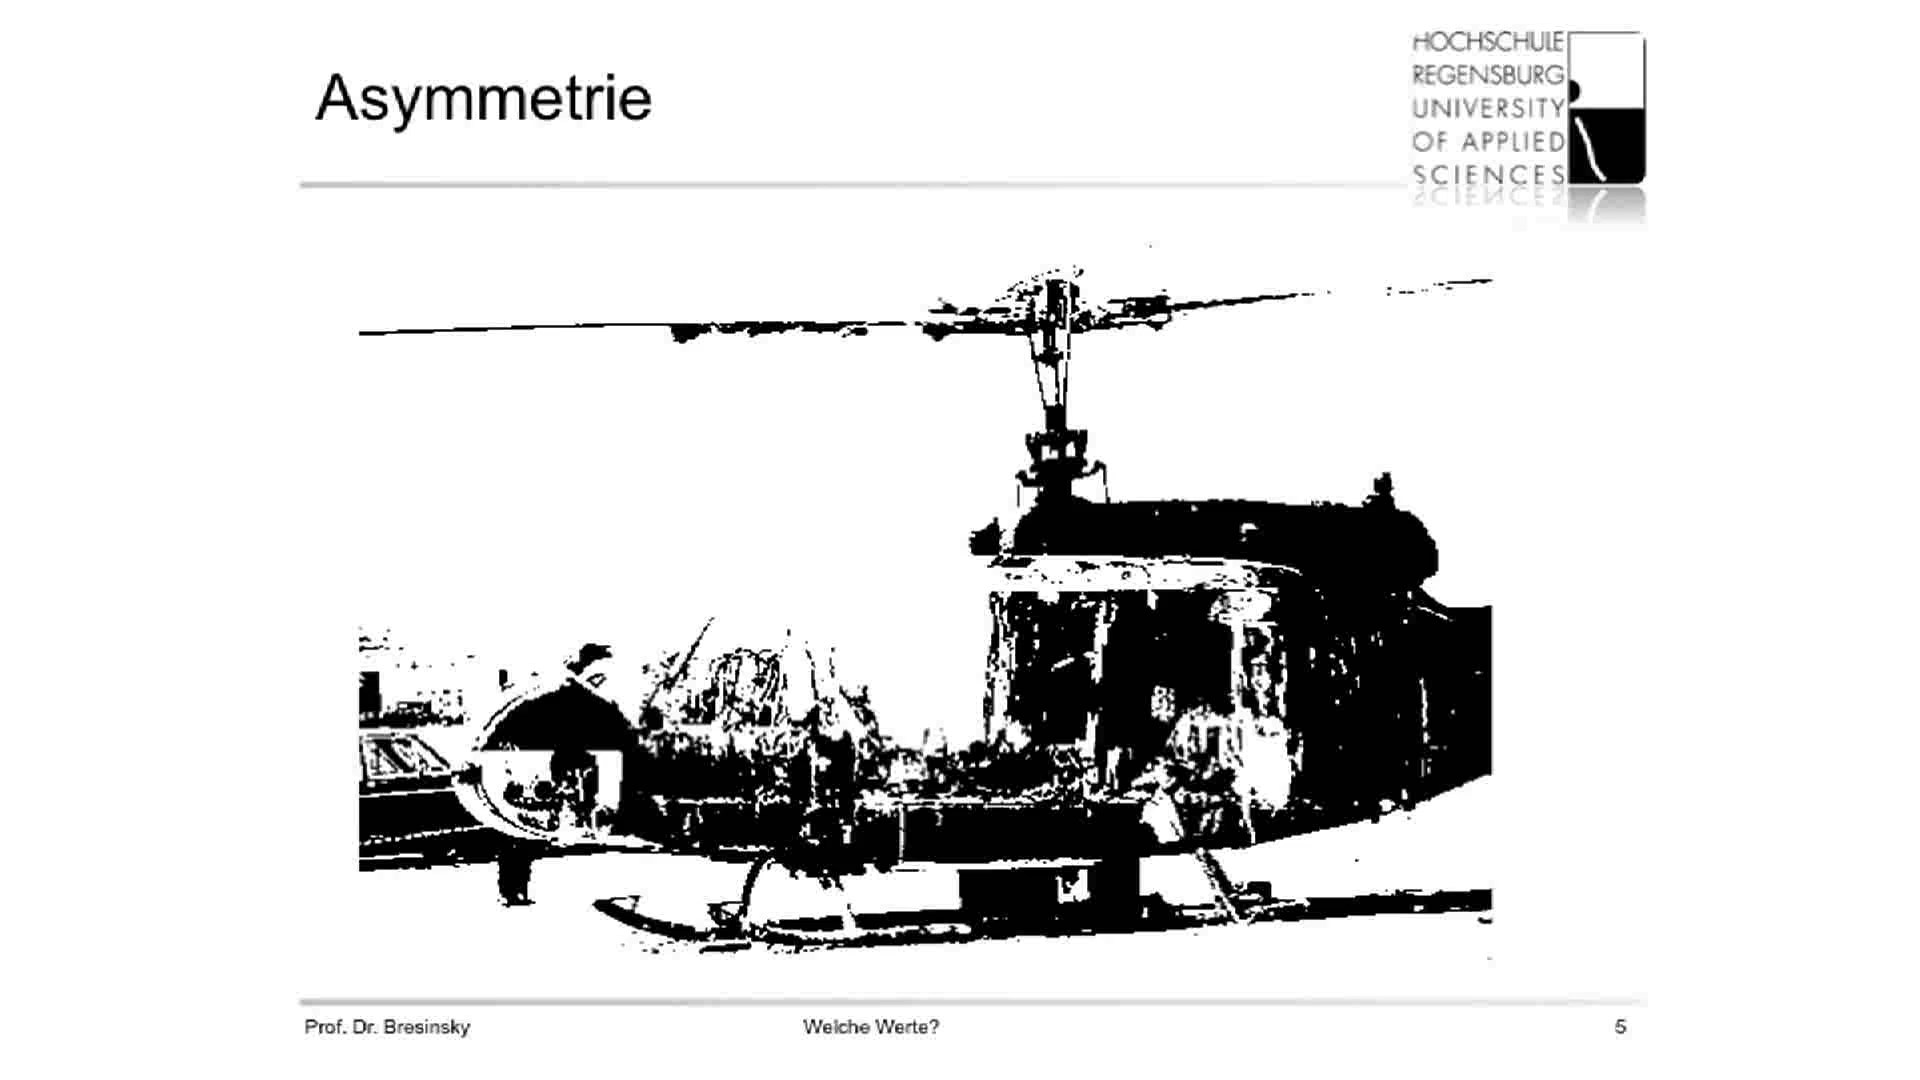 Asymmetrie
HOCHSCHULE
REGENSBURG
UNIVERSITY
OF APPLIED
SCIENCES
Prof. Dr. Bresinsky
Welche Werte?
5